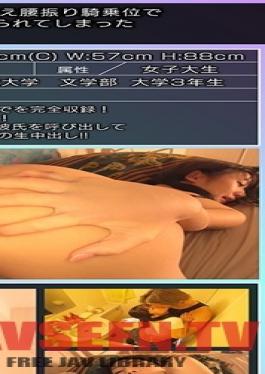 え腰振り騎乗位で
られてしまった
cm(C) W:57cm H:88cm
属性 女子大生
大学 文学部 大学3年生
でを完全収録！
！
彼氏を呼び出して
の生中出し!!
AVSEEN TV
FREE JAV LIBRARY